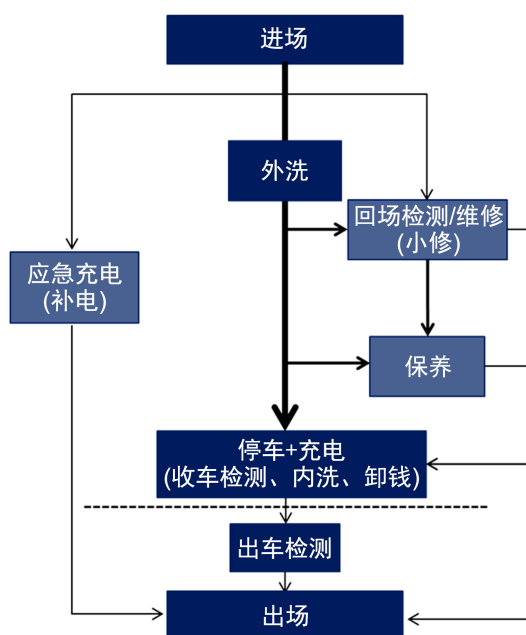 进场
外洗
回场检测/维修
(小修)
应急充电
(补电)
保养
停车+充电
(收车检测、内洗、卸钱)
出车检测
出场